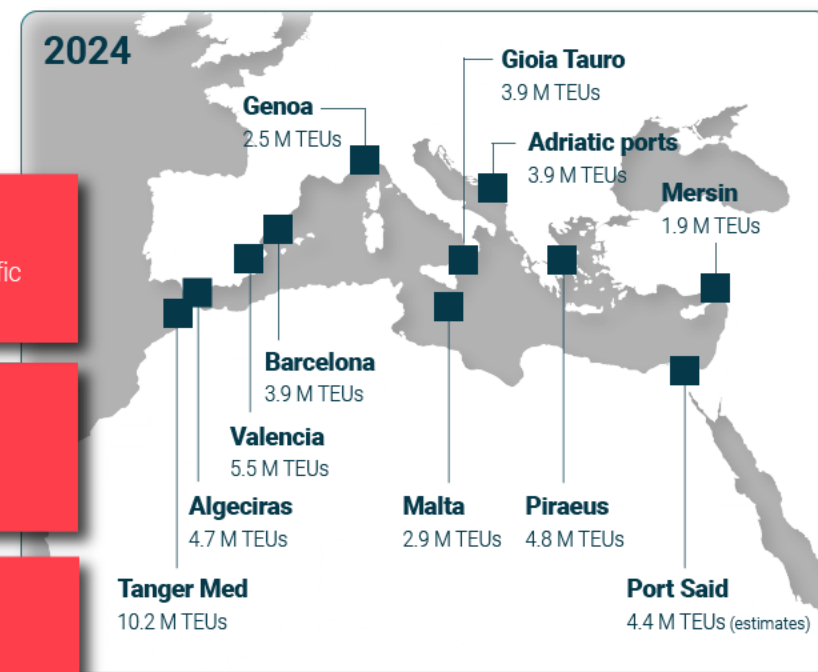 2024
Gioia Tauro
3.9 M TEUs
Genoa
2.5 M TEUs
Adriatic ports
3.9 M TEUs
Mersin
1.9 M TEUs
Barcelona
3.9 M TEUs
Valencia
5.5 M TEUs
Algeciras
4.7 M TEUs
Malta
2.9 M TEUs
Piraeus
4.8 M TEUs
Tanger Med
10.2 M TEUs
Port Said
4.4 M TEUs (estimates)